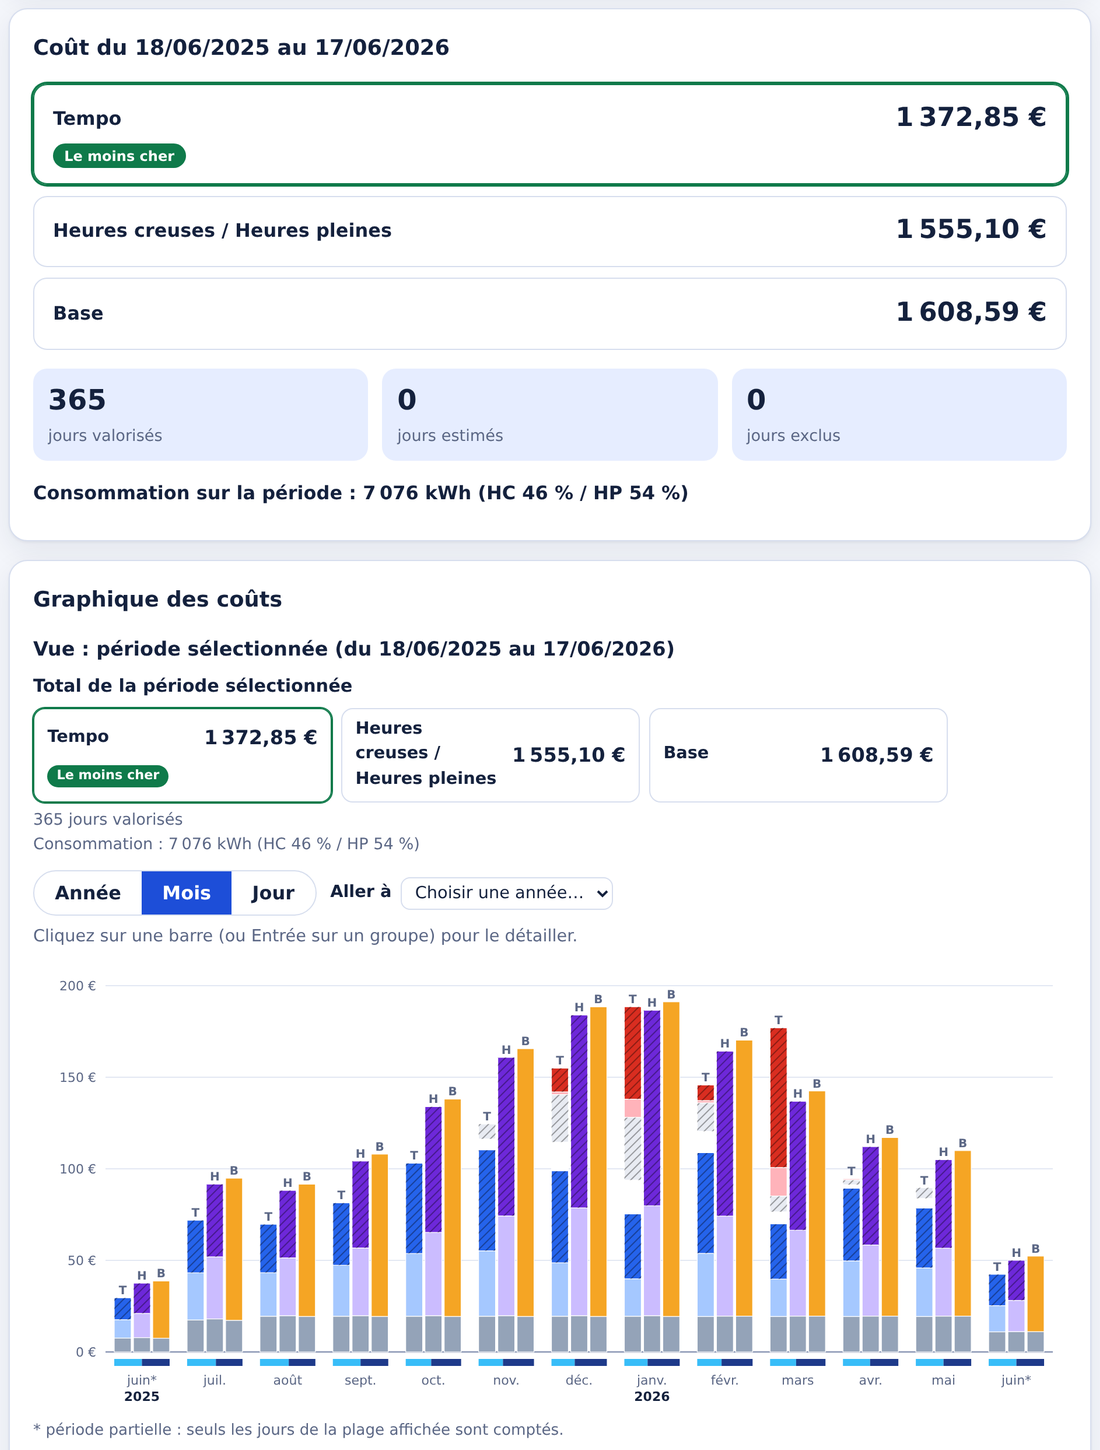 Coût du 18/06/2025 au 17/06/2026
Tempo
1 372,85 €
Le moins cher
Heures creuses / Heures pleines
1 555,10 €
Base
1 608,59 €
365
jours valorisés
0
jours estimés
0
jours exclus
Consommation sur la période : 7 076 kWh (HC 46 % / HP 54 %)
Graphique des coûts
Vue : période sélectionnée (du 18/06/2025 au 17/06/2026)
Total de la période sélectionnée
Tempo
1 372,85 €
Le moins cher
Heures
creuses /
Heures pleines
1 555,10 €
Base
1 608,59 €
365 jours valorisés
Consommation : 7 076 kWh (HC 46 % / HP 54 %)
Année
Mois
Jour
Aller à
Choisir une année...
Cliquez sur une barre (ou Entrée sur un groupe) pour le détailler.
200 €
150 €
100 €
50 €
0 €
T H B
T H B
T H B
T H B
T H B
T H B
T H B
T H B
T H B
T H B
T H B
T H B
T H B
juin* juil. août sept. oct. nov. déc. janv. févr. mars avr. mai juin*
2025 2026
* période partielle : seuls les jours de la plage affichée sont comptés.